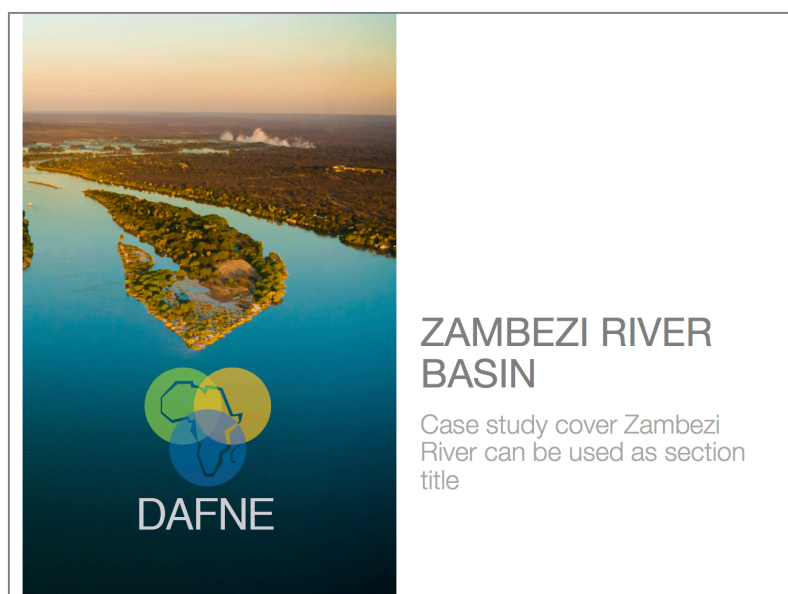 DAFNE
ZAMBEZI RIVER
BASIN
Case study cover Zambezi
River can be used as section
title